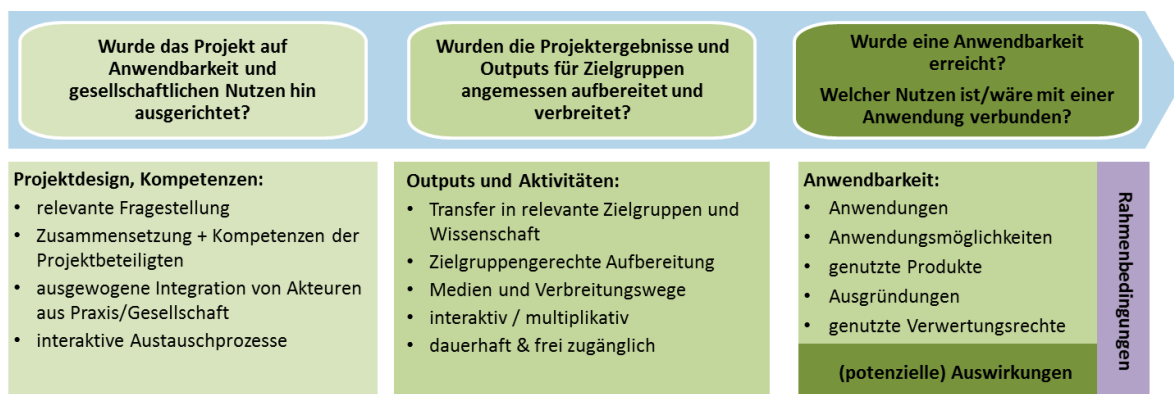 Wurde das Projekt auf
Anwendbarkeit und
gesellschaftlichen Nutzen hin
ausgerichtet?
Wurden die Projektergebnisse und
Outputs für Zielgruppen
angemessen aufbereitet und
verbreitet?
Wurde eine Anwendbarkeit
erreicht?
Welcher Nutzen ist/wäre mit einer
Anwendung verbunden?
Projektdesign, Kompetenzen:
• relevante Fragestellung
• Zusammensetzung + Kompetenzen der
Projektbeteiligten
• ausgewogene Integration von Akteuren
aus Praxis/Gesellschaft
• interaktive Austauschprozesse
Outputs und Aktivitäten:
• Transfer in relevante Zielgruppen und
Wissenschaft
• Zielgruppengerechte Aufbereitung
• Medien und Verbreitungswege
• interaktiv / multiplikativ
• dauerhaft & frei zugänglich
Anwendbarkeit:
• Anwendungen
• Anwendungsmöglichkeiten
• genutzte Produkte
• Ausgründungen
• genutzte Verwertungsrechte
(potenzielle) Auswirkungen
Rahmenbedingungen